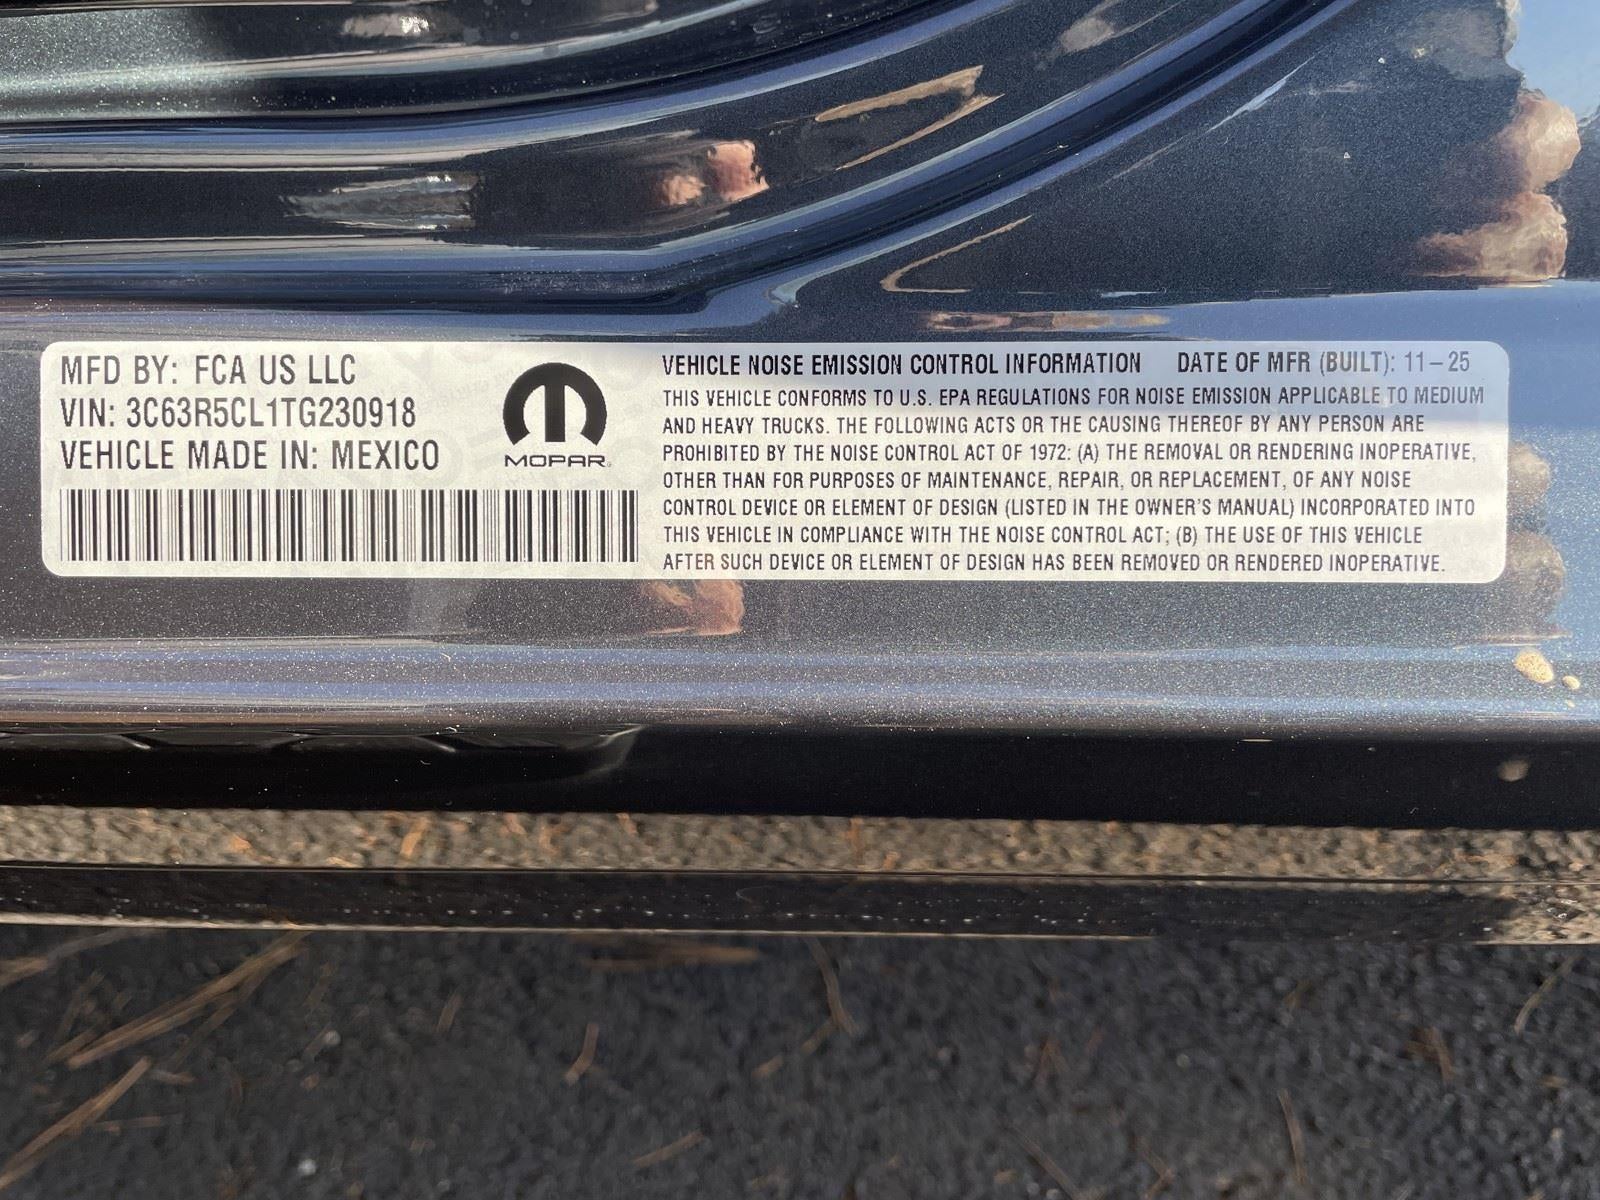 MFD BY: FCA US LLC
VIN: 3C63R5CL1TG230918
VEHICLE MADE IN: MEXICO
MOPAR
VEHICLE NOISE EMISSION CONTROL INFORMATION DATE OF MFR (BUILT): 11-25
THIS VEHICLE CONFORMS TO U.S. EPA REGULATIONS FOR NOISE EMISSION APPLICABLE TO MEDIUM
AND HEAVY TRUCKS. THE FOLLOWING ACTS OR THE CAUSING THEREOF BY ANY PERSON ARE
PROHIBITED BY THE NOISE CONTROL ACT OF 1972: (A) THE REMOVAL OR RENDERING INOPERATIVE,
OTHER THAN FOR PURPOSES OF MAINTENANCE, REPAIR, OR REPLACEMENT, OF ANY NOISE
CONTROL DEVICE OR ELEMENT OF DESIGN (LISTED IN THE OWNER'S MANUAL) INCORPORATED INTO
THIS VEHICLE IN COMPLIANCE WITH THE NOISE CONTROL ACT; (B) THE USE OF THIS VEHICLE
AFTER SUCH DEVICE OR ELEMENT OF DESIGN HAS BEEN REMOVED OR RENDERED INOPERATIVE.